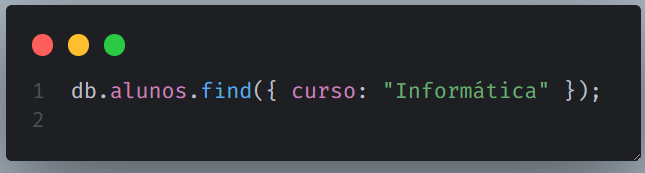 1 db.alunos.find({ curso: "Informática" });
2